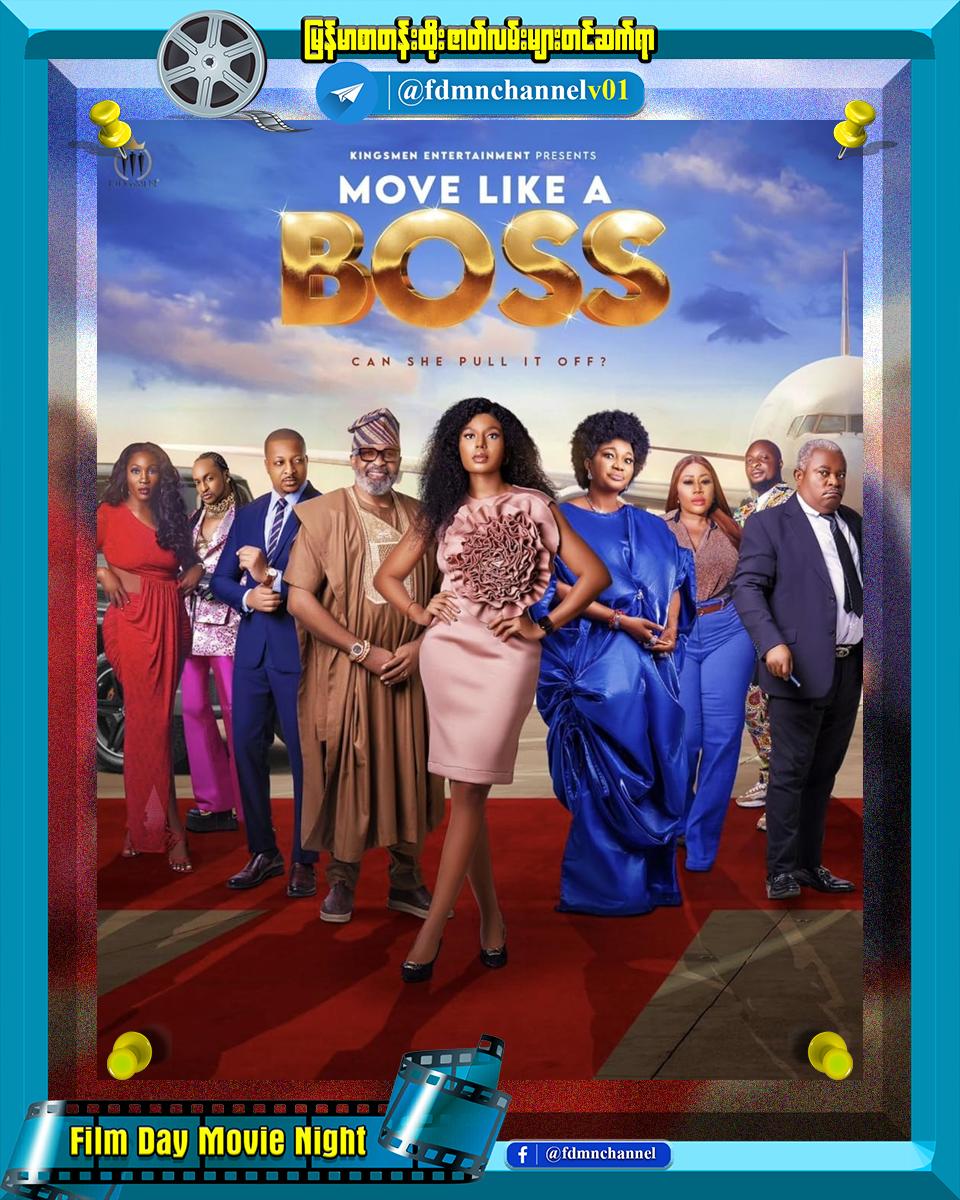 မြန်မာစာတန်းထိုးဇာတ်လမ်းများတင်ဆက်ရာ
@fdmnchannelv01
KINGSMEN
KINGSMEN ENTERTAINMENT PRESENTS
MOVE LIKE A
BOSS
CAN SHE PULL IT OFF?
Film Day Movie Night
@fdmnchannel